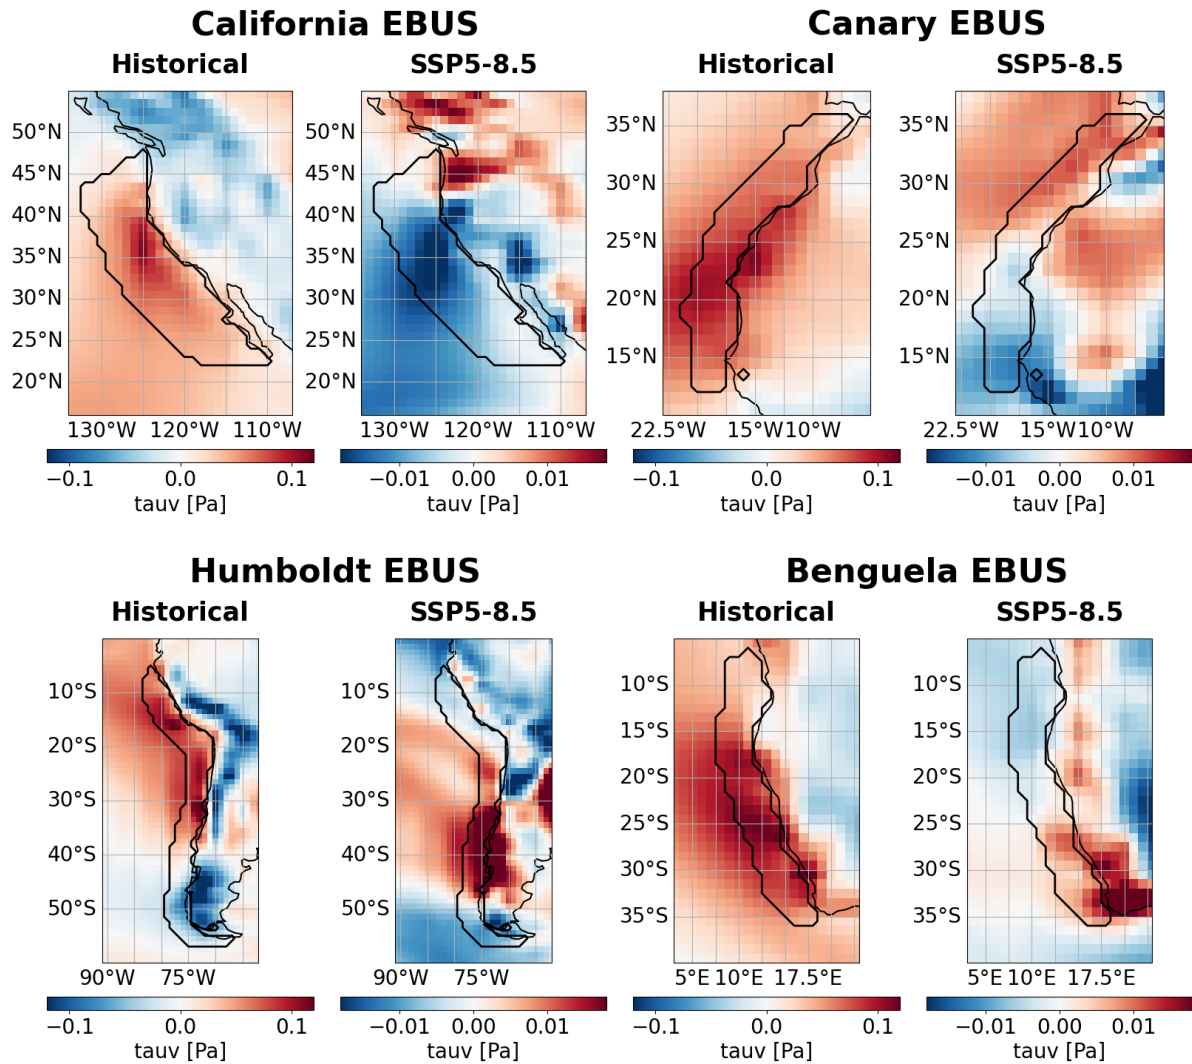 California EBUS
Canary EBUS
Historical
SSP5-8.5
Historical
SSP5-8.5
50°N
45°N
40°N
35°N
30°N
25°N
20°N
130°W 120°W 110°W
−0.1 0.0 0.1
tauv [Pa]
50°N
45°N
40°N
35°N
30°N
25°N
20°N
130°W 120°W 110°W
−0.01 0.00 0.01
tauv [Pa]
35°N
30°N
25°N
20°N
15°N
22.5°W 15°W10°W
−0.1 0.0 0.1
tauv [Pa]
35°N
30°N
25°N
20°N
15°N
22.5°W 15°W10°W
−0.01 0.00 0.01
tauv [Pa]
Humboldt EBUS
Benguela EBUS
Historical
SSP5-8.5
Historical
SSP5-8.5
10°S
20°S
30°S
40°S
50°S
90°W 75°W
−0.1 0.0 0.1
tauv [Pa]
10°S
20°S
30°S
40°S
50°S
90°W 75°W
−0.01 0.00 0.01
tauv [Pa]
10°S
15°S
20°S
25°S
30°S
35°S
5°E 10°E 17.5°E
−0.1 0.0 0.1
tauv [Pa]
10°S
15°S
20°S
25°S
30°S
35°S
5°E 10°E 17.5°E
−0.01 0.00 0.01
tauv [Pa]